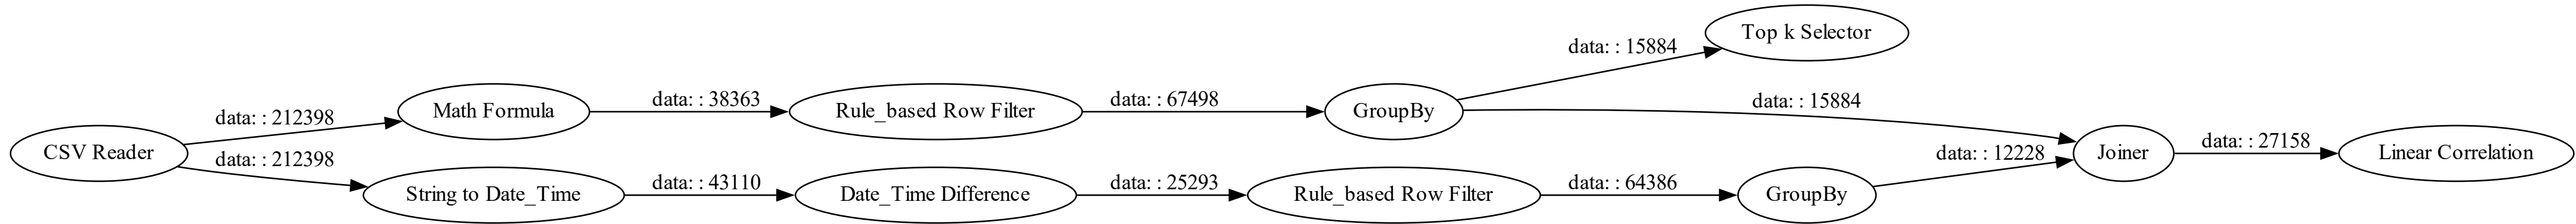 CSV Reader
data: : 212398
data: : 212398
Math Formula
String to Date_Time
data: : 38363
data: : 43110
Rule_based Row Filter
Date_Time Difference
data: : 67498
data: : 25293
GroupBy
Rule_based Row Filter
data: : 15884
data: : 15884
data: : 64386
Top k Selector
GroupBy
data: : 12228
Joiner
data: : 27158
Linear Correlation